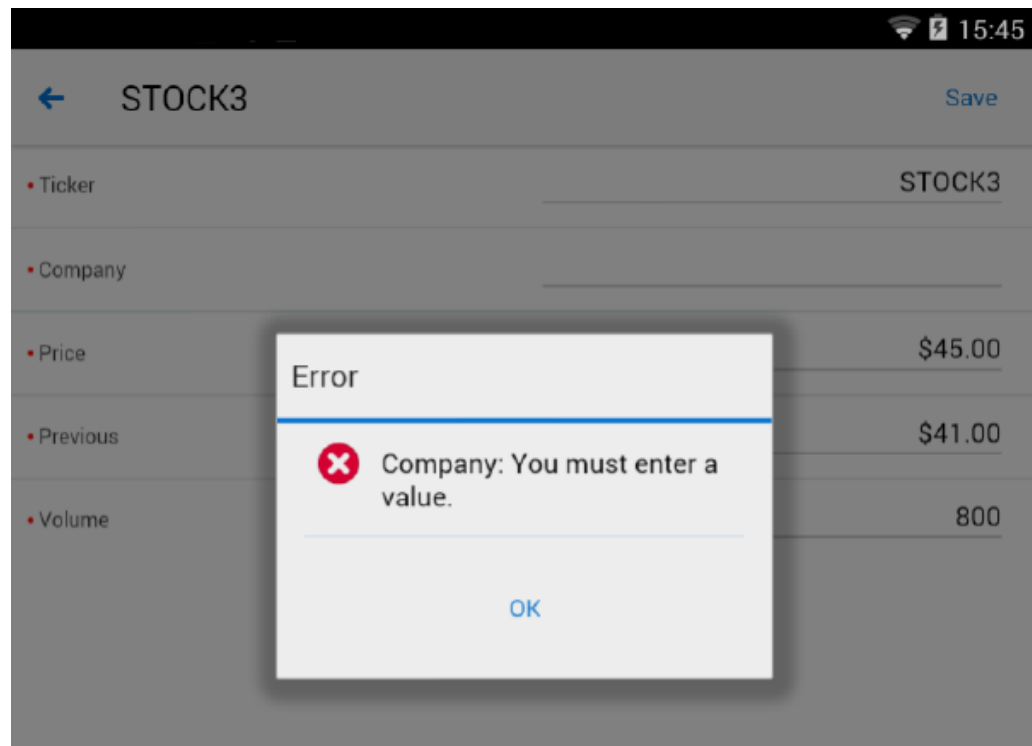 15:45
STOCK3
Save
• Ticker
STOCK3
• Company
• Price
$45.00
• Previous
$41.00
• Volume
800
Error
Company: You must enter a
value.
OK